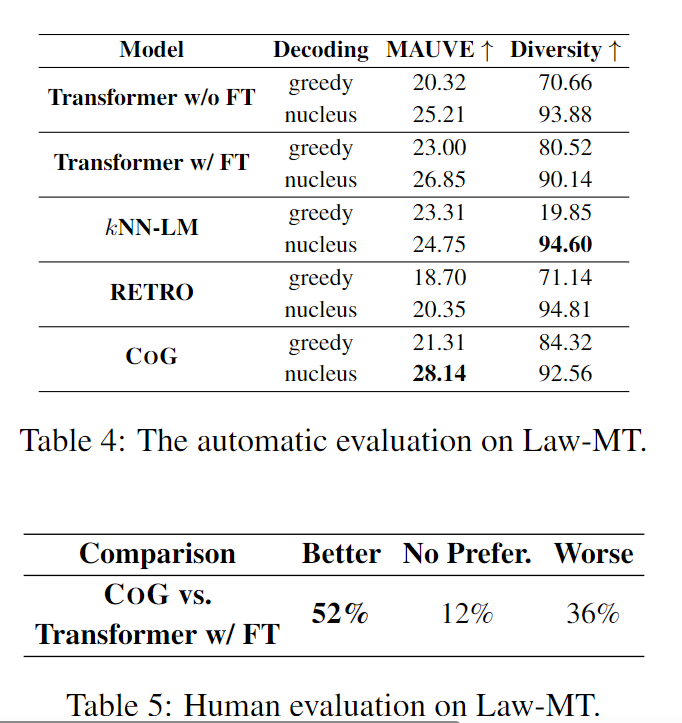 Model Decoding MAUVE ↑ Diversity ↑
Transformer w/o FT greedy 20.32 70.66
nucleus 25.21 93.88
Transformer w/ FT greedy 23.00 80.52
nucleus 26.85 90.14
kNN-LM greedy 23.31 19.85
nucleus 24.75 94.60
RETRO greedy 18.70 71.14
nucleus 20.35 94.81
COG greedy 21.31 84.32
nucleus 28.14 92.56
Table 4: The automatic evaluation on Law-MT.
Comparison Better No Prefer. Worse
COG vs.
Transformer w/ FT 52% 12% 36%
Table 5: Human evaluation on Law-MT.